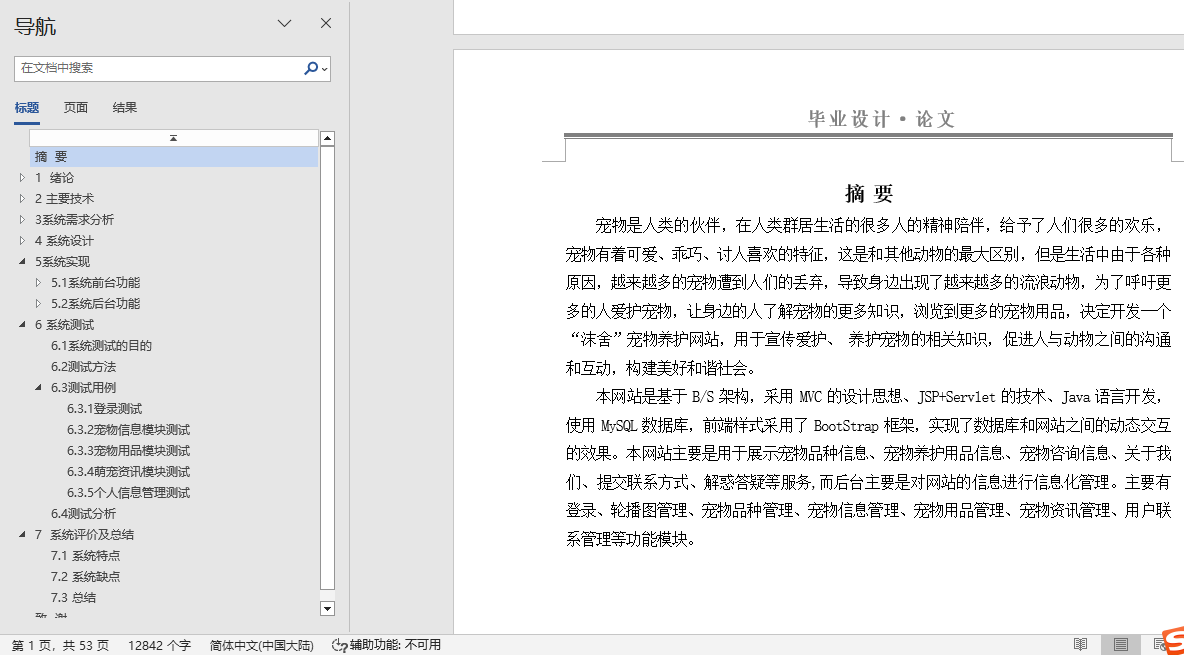 导航
在文档中搜索
标题 页面 结果
摘 要
1 绪论
2 主要技术
3系统需求分析
4 系统设计
5系统实现
5.1系统前台功能
5.2系统后台功能
6 系统测试
6.1系统测试的目的
6.2测试方法
6.3测试用例
6.3.1登录测试
6.3.2宠物信息模块测试
6.3.3宠物用品模块测试
6.3.4萌宠资讯模块测试
6.3.5个人信息管理测试
6.4测试分析
7 系统评价及总结
7.1 系统特点
7.2 系统缺点
7.3 总结
致 谢
毕业设计·论文
摘 要
宠物是人类的伙伴，在人类群居生活的很多人的精神陪伴，给予了人们很多的欢乐，
宠物有着可爱、乖巧、讨人喜欢的特征，这是和其他动物的最大区别，但是生活中由于各种
原因，越来越多的宠物遭到人们的丢弃，导致身边出现了越来越多的流浪动物，为了呼吁更
多的人爱护宠物，让身边的人了解宠物的更多知识，浏览到更多的宠物用品，决定开发一个
“沫舍”宠物养护网站，用于宣传爱护、 养护宠物的相关知识，促进人与动物之间的沟通
和互动，构建美好和谐社会。
本网站是基于 B/S 架构，采用 MVC 的设计思想、JSP+Servlet 的技术、Java 语言开发，
使用 MySQL 数据库，前端样式采用了 BootStrap 框架，实现了数据库和网站之间的动态交互
的效果。本网站主要是用于展示宠物品种信息、宠物养护用品信息、宠物咨询信息、关于我
们、提交联系方式、解惑答疑等服务,而后台主要是对网站的信息进行信息化管理。主要有
登录、轮播图管理、宠物品种管理、宠物信息管理、宠物用品管理、宠物资讯管理、用户联
系管理等功能模块。
第 1 页，共 53 页 12842 个字 简体中文(中国大陆) 辅助功能: 不可用